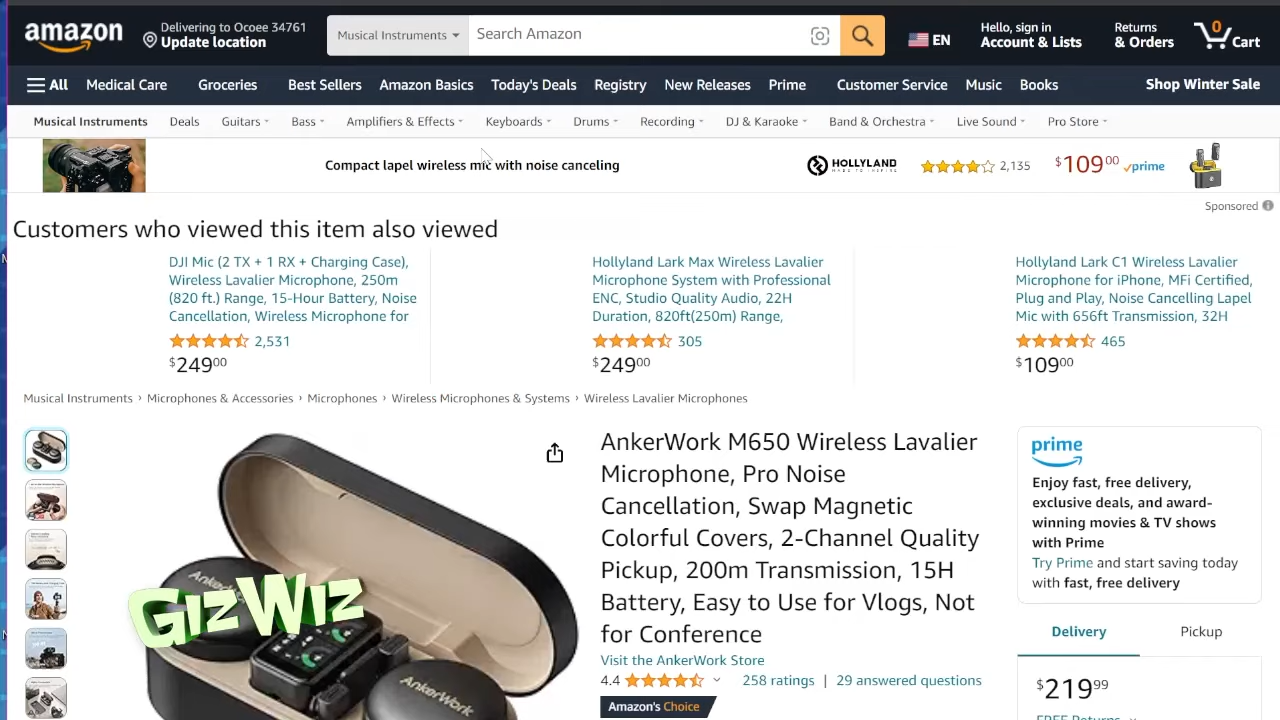 amazon
Delivering to Ocoee 34761
Update location
Musical Instruments
Search Amazon
EN
Hello, sign in
Account & Lists
Returns
& Orders
0
Cart
All
Medical Care
Groceries
Best Sellers
Amazon Basics
Today's Deals
Registry
New Releases
Prime
Customer Service
Music
Books
Shop Winter Sale
Musical Instruments
Deals
Guitars
Bass
Amplifiers & Effects
Keyboards
Drums
Recording
DJ & Karaoke
Band & Orchestra
Live Sound
Pro Store
Compact lapel wireless mic with noise canceling
HOLLYLAND
2,135
$109.00
prime
Sponsored
Customers who viewed this item also viewed
DJI Mic (2 TX + 1 RX + Charging Case),
Wireless Lavalier Microphone, 250m
(820 ft.) Range, 15-Hour Battery, Noise
Cancellation, Wireless Microphone for
2,531
$249.00
Hollyland Lark Max Wireless Lavalier
Microphone System with Professional
ENC, Studio Quality Audio, 22H
Duration, 820ft(250m) Range,
305
$249.00
Hollyland Lark C1 Wireless Lavalier
Microphone for iPhone, MFi Certified,
Plug and Play, Noise Cancelling Lapel
Mic with 656ft Transmission, 32H
465
$109.00
Musical Instruments › Microphones & Accessories › Microphones › Wireless Microphones & Systems › Wireless Lavalier Microphones
AnkerWork
GizWiz
AnkerWork
AnkerWork M650 Wireless Lavalier
Microphone, Pro Noise
Cancellation, Swap Magnetic
Colorful Covers, 2-Channel Quality
Pickup, 200m Transmission, 15H
Battery, Easy to Use for Vlogs, Not
for Conference
Visit the AnkerWork Store
4.4
258 ratings | 29 answered questions
Amazon's Choice
prime
Enjoy fast, free delivery,
exclusive deals, and award-
winning movies & TV shows
with Prime
Try Prime and start saving today
with fast, free delivery
Delivery
Pickup
$219.99
FREE Returns